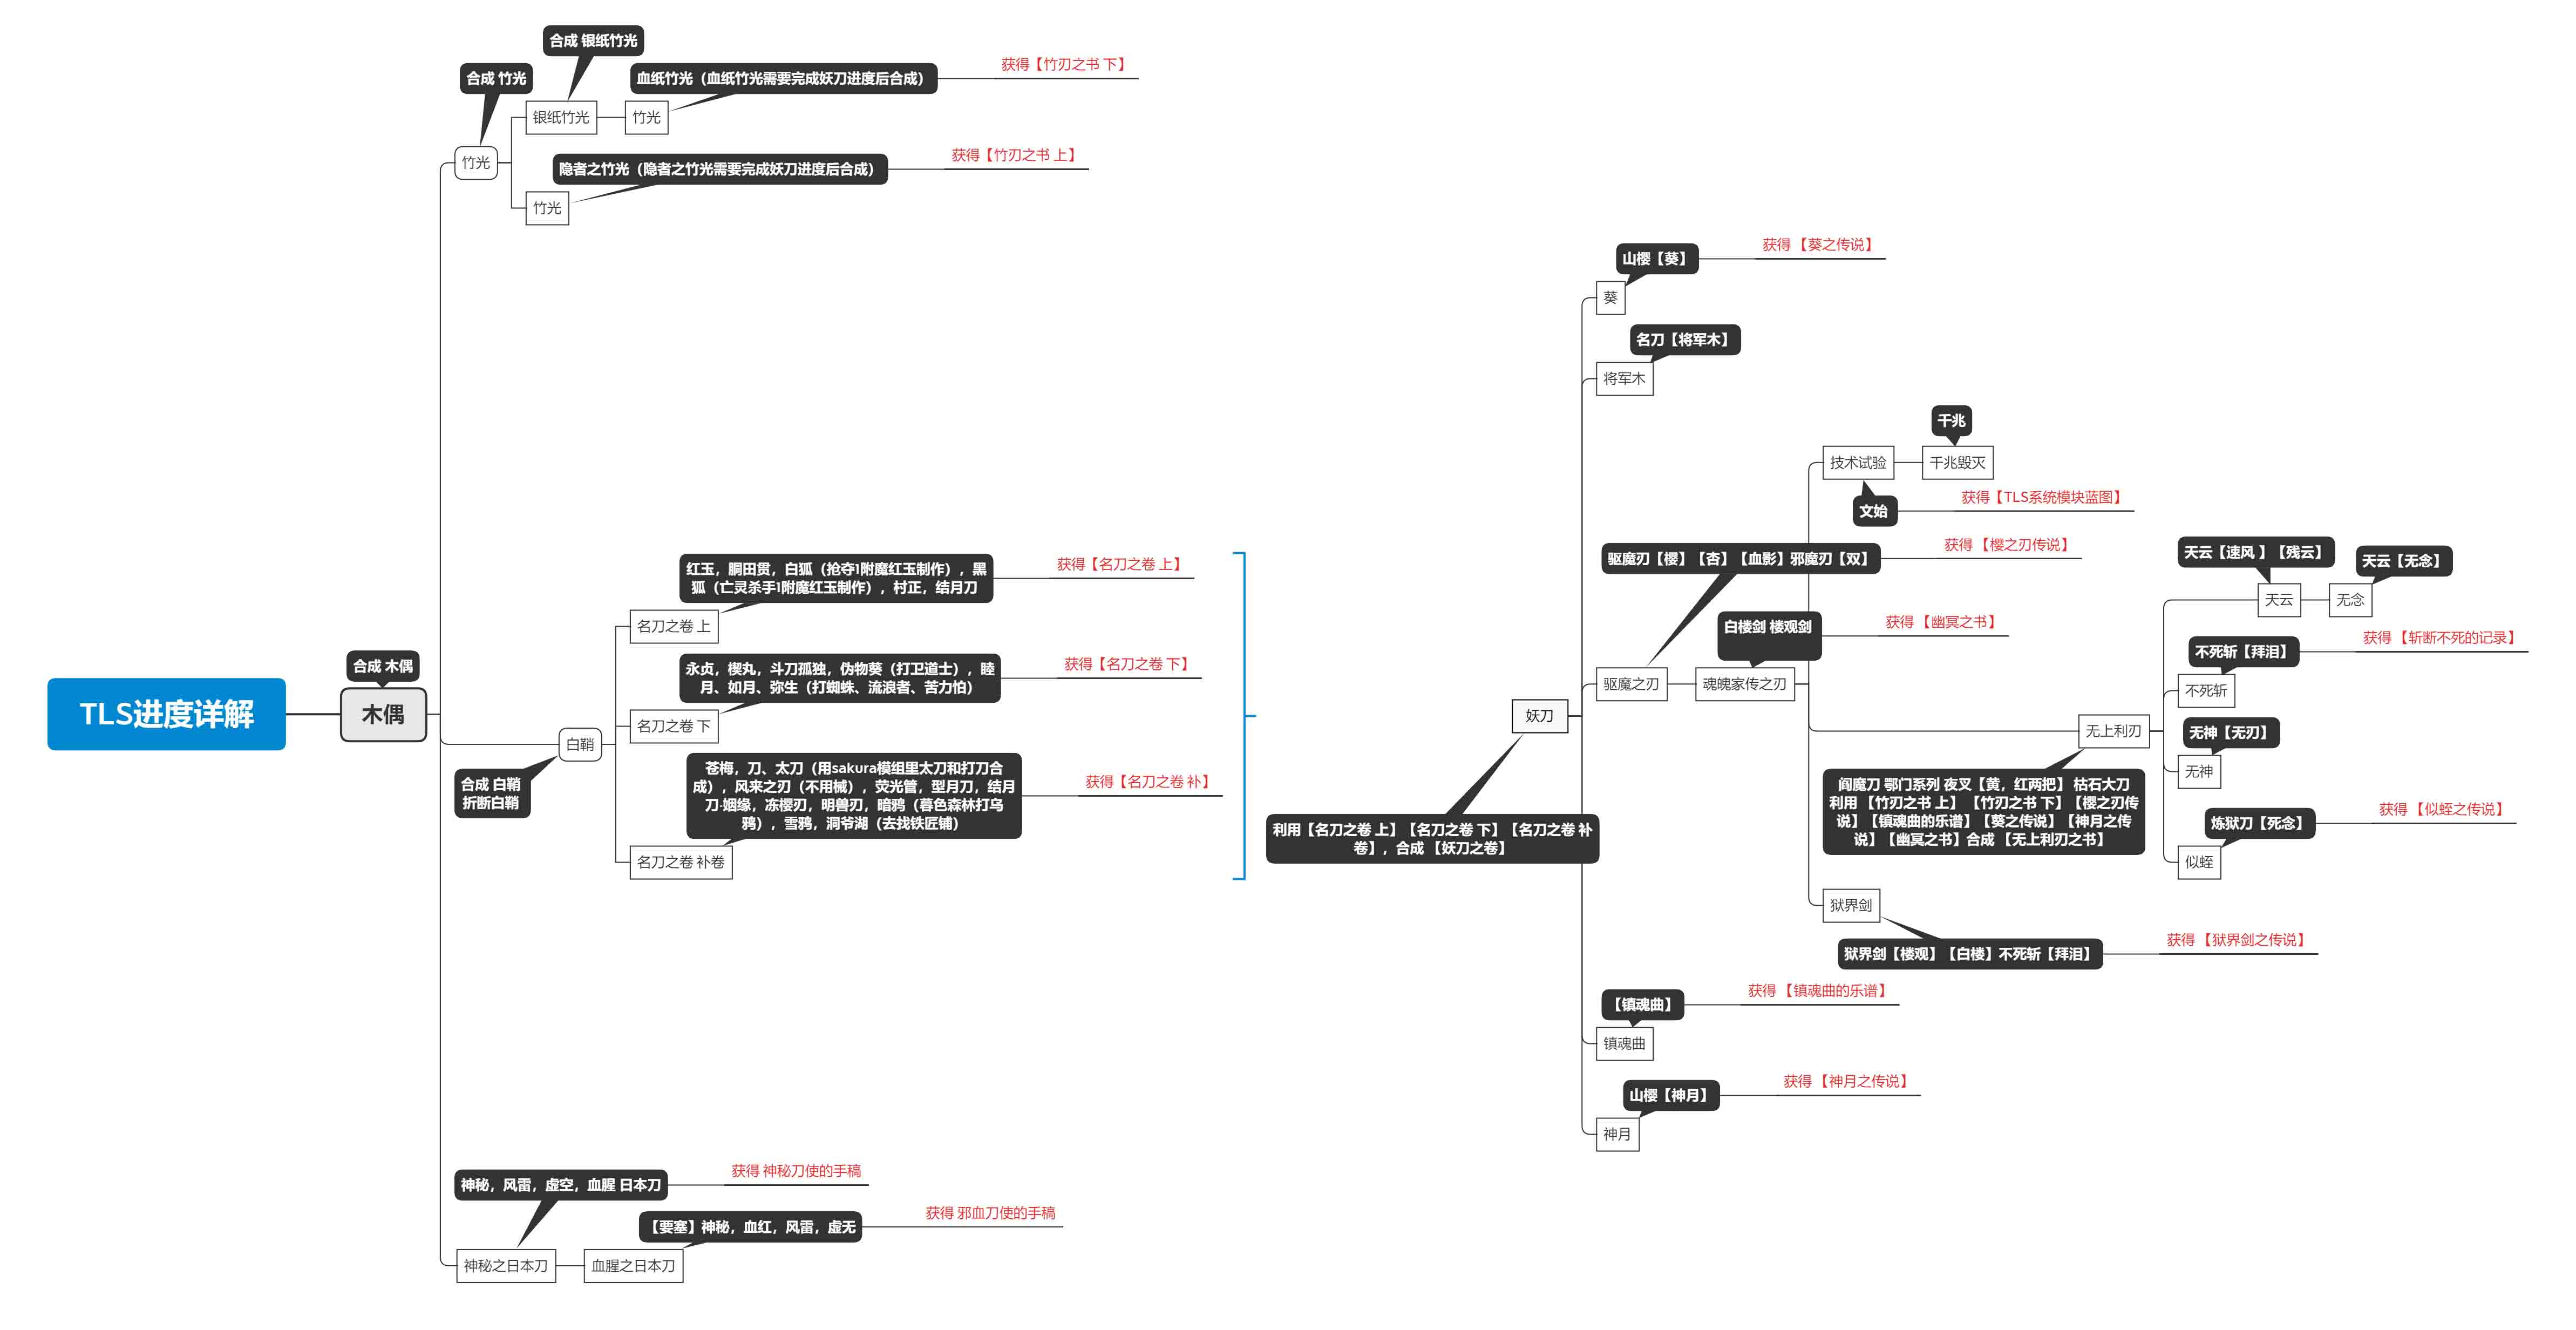 TLS进度详解
合成 木偶
木偶
合成 竹光
竹光
合成 银纸竹光
银纸竹光
血纸竹光（血纸竹光需要完成妖刀进度后合成）
获得【竹刃之书 下】
竹光
隐者之竹光（隐者之竹光需要完成妖刀进度后合成）
获得【竹刃之书 上】
竹光
合成 白鞘
折断白鞘
白鞘
红玉，胴田贯，白狐（抢夺1附魔红玉制作），黑
狐（亡灵杀手1附魔红玉制作），村正，结月刀
获得【名刀之卷 上】
名刀之卷 上
永贞，楔丸，斗刀孤独，伪物葵（打卫道士），睦
月、如月、弥生（打蜘蛛、流浪者、苦力怕）
获得【名刀之卷 下】
名刀之卷 下
苍梅，刀、太刀（用sakura模组里太刀和打刀合
成），风来之刃（不用械），荧光管，型月刀，结月
刀·姻缘，冻樱刃，明兽刃，暗鸦（暮色森林打乌
鸦），雪鸦，洞爷湖（去找铁匠铺）
获得【名刀之卷 补】
名刀之卷 补卷
神秘，风雷，虚空，血腥 日本刀
获得 神秘刀使的手稿
神秘之日本刀
【要塞】神秘，血红，风雷，虚无
获得 邪血刀使的手稿
血腥之日本刀
妖刀
利用【名刀之卷 上】【名刀之卷 下】【名刀之卷 补
卷】，合成 【妖刀之卷】
山樱【葵】
获得 【葵之传说】
葵
名刀【将军木】
将军木
驱魔刃【樱】【杏】【血影】邪魔刃【双】
获得 【樱之刃传说】
驱魔之刃
白楼剑 楼观剑
获得 【幽冥之书】
魂魄家传之刃
技术试验
文始
获得【TLS系统模块蓝图】
千兆
千兆毁灭
无上利刃
阎魔刀 鄂门系列 夜叉【黄，红两把】 枯石大刀
利用 【竹刃之书 上】 【竹刃之书 下】【樱之刃传
说】【镇魂曲的乐谱】【葵之传说】【神月之传
说】【幽冥之书】合成 【无上利刃之书】
天云【速风 】【残云】
天云
天云【无念】
无念
不死斩【拜泪】
获得 【斩断不死的记录】
不死斩
无神【无刃】
无神
炼狱刀【死念】
获得 【似蛭之传说】
似蛭
狱界剑
狱界剑【楼观】【白楼】不死斩【拜泪】
获得 【狱界剑之传说】
【镇魂曲】
获得 【镇魂曲的乐谱】
镇魂曲
山樱【神月】
获得 【神月之传说】
神月